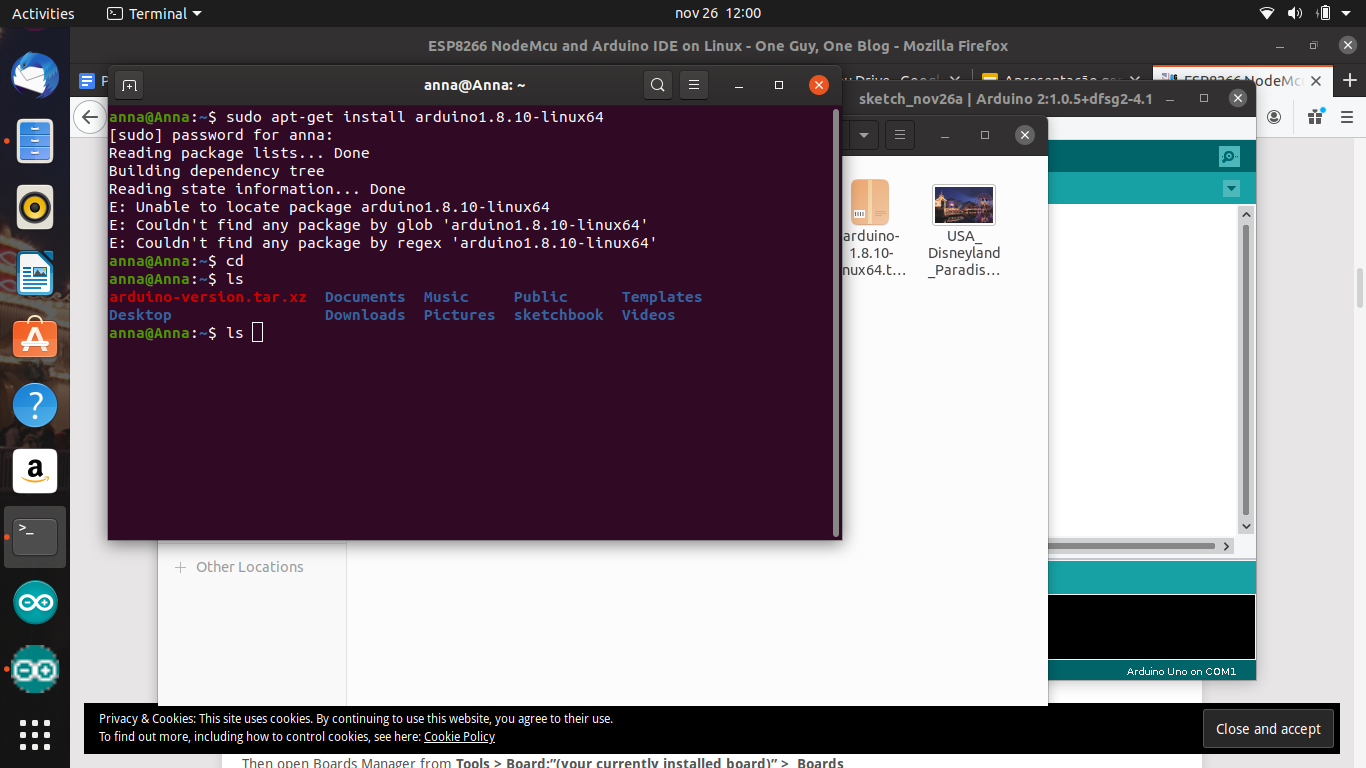 Activities
Terminal
nov 26 12:00
ESP8266 NodeMcu and Arduino IDE on Linux - One Guy, One Blog - Mozilla Firefox
anna@Anna: ~
Apresentação
ESP8266 NodeMc
sketch_nov26a | Arduino 2:1.0.5+dfsg2-4.1
anna@Anna:~$ sudo apt-get install arduino1.8.10-linux64
[sudo] password for anna:
Reading package lists... Done
Building dependency tree
Reading state information... Done
E: Unable to locate package arduino1.8.10-linux64
E: Couldn't find any package by glob 'arduino1.8.10-linux64'
E: Couldn't find any package by regex 'arduino1.8.10-linux64'
anna@Anna:~$ cd
anna@Anna:~$ ls
arduino-version.tar.xz Documents Music Public Templates
Desktop Downloads Pictures sketchbook Videos
anna@Anna:~$ ls
arduino-
1.8.10-
nux64.t…
USA_
Disneyland
_Paradis…
Other Locations
Arduino Uno on COM1
Privacy & Cookies: This site uses cookies. By continuing to use this website, you agree to their use.
To find out more, including how to control cookies, see here: Cookie Policy
Close and accept
Then open Boards Manager from Tools > Board:”(your currently installed board)” > Boards